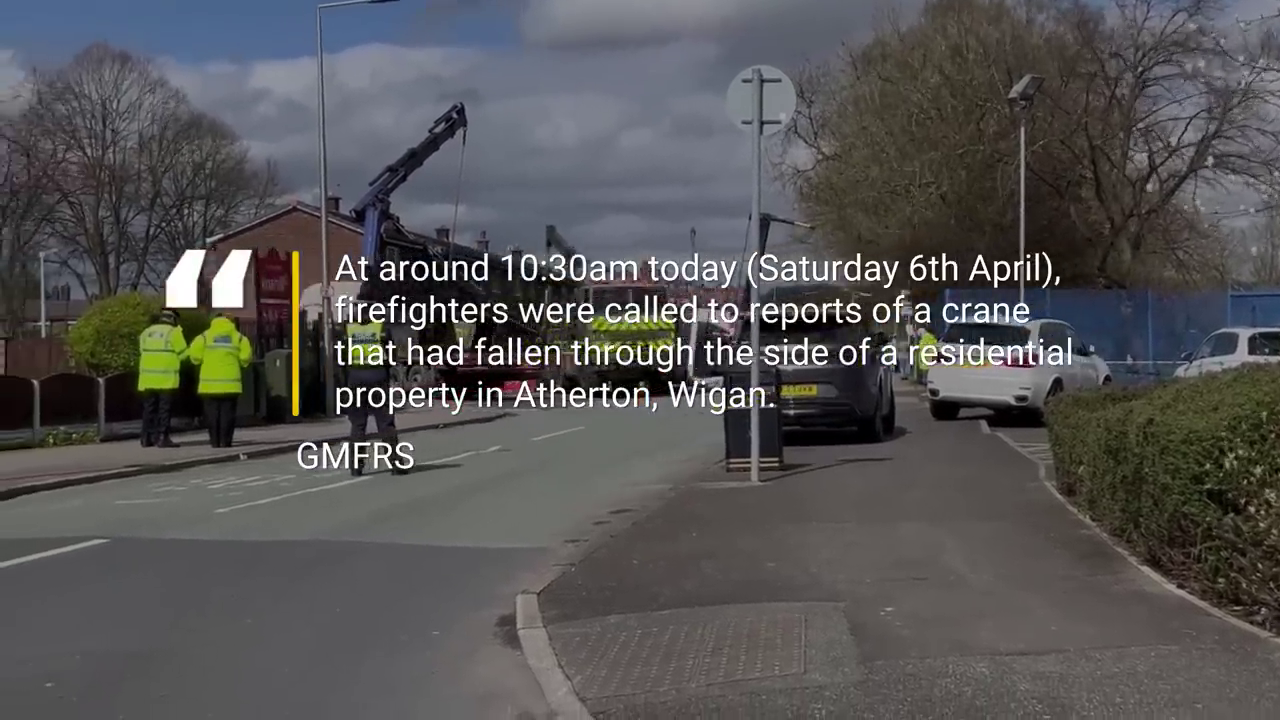 “
At around 10:30am today (Saturday 6th April),
firefighters were called to reports of a crane
that had fallen through the side of a residential
property in Atherton, Wigan.
GMFRS